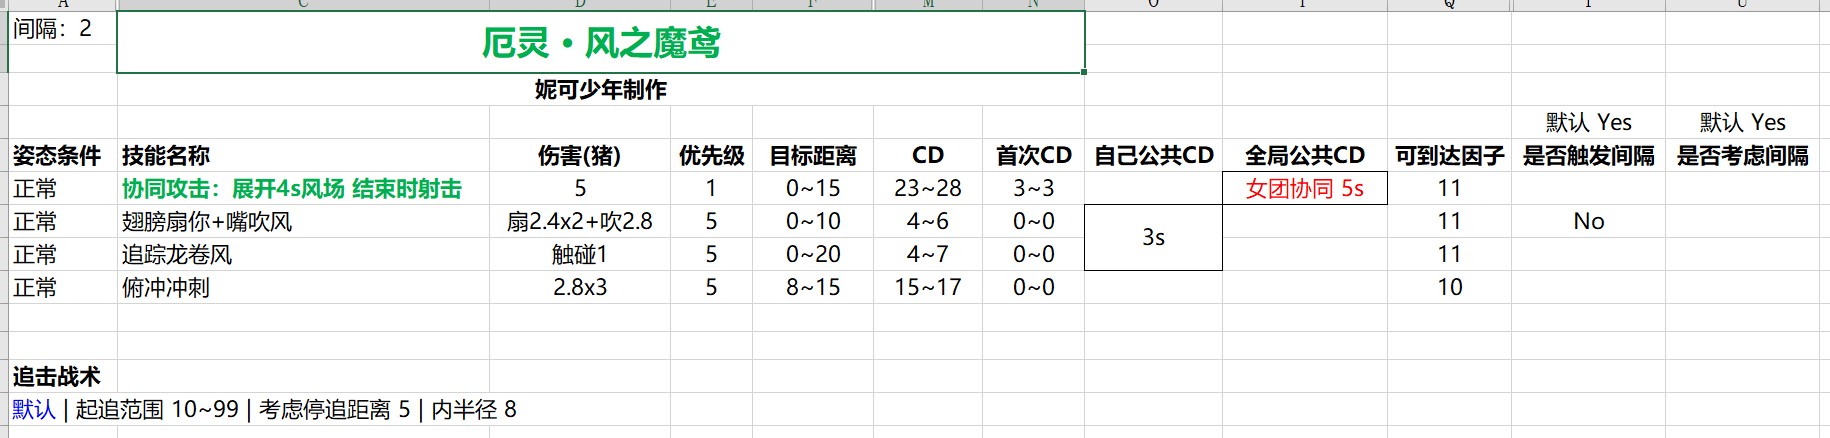 A C D E F M N O Q T U
间隔：2
厄灵·风之魔鸢
妮可少年制作
默认 Yes 默认 Yes
姿态条件 技能名称 伤害(猪) 优先级 目标距离 CD 首次CD 自己公共CD 全局公共CD 可到达因子 是否触发间隔 是否考虑间隔
正常 协同攻击：展开4s风场 结束时射击 5 1 0~15 23~28 3~3 女团协同 5s 11
正常 翅膀扇你+嘴吹风 扇2.4x2+吹2.8 5 0~10 4~6 0~0 3s 11 No
正常 追踪龙卷风 触碰1 5 0~20 4~7 0~0 11
正常 俯冲冲刺 2.8x3 5 8~15 15~17 0~0 10
追击战术
默认 | 起追范围 10~99 | 考虑停追距离 5 | 内半径 8